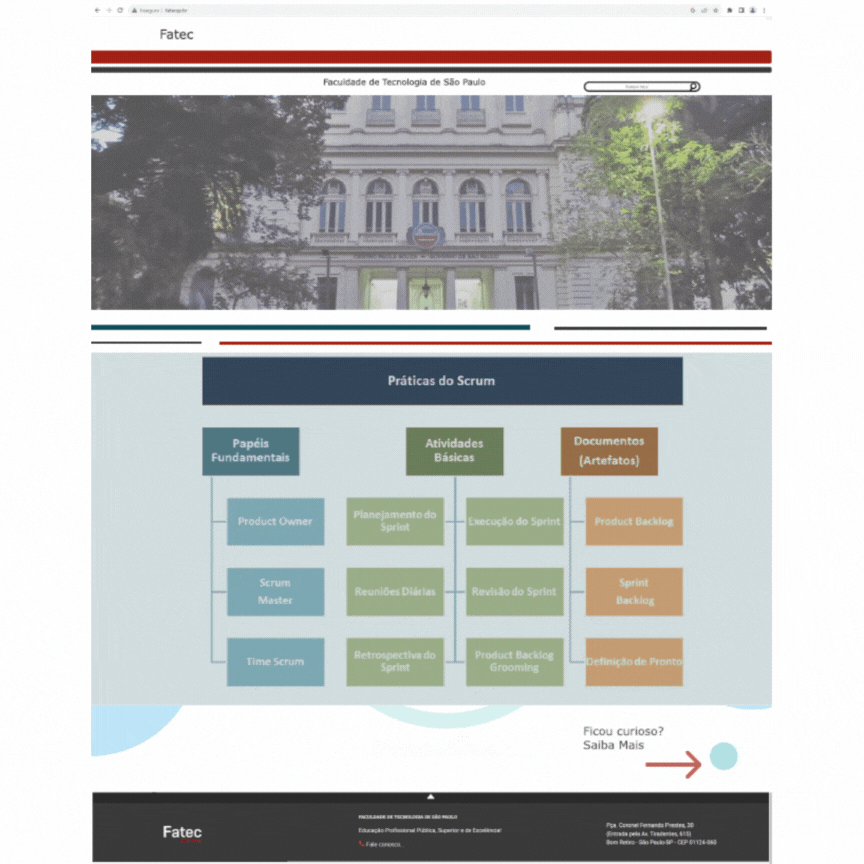 Fatec
Faculdade de Tecnologia de São Paulo
Práticas do Scrum
Papéis
Fundamentais
Atividades
Básicas
Documentos
(Artefatos)
Product Owner
Planejamento do
Sprint
Execução do Sprint
Product Backlog
Scrum
Master
Reuniões Diárias
Revisão do Sprint
Sprint
Backlog
Time Scrum
Retrospectiva do
Sprint
Product Backlog
Grooming
Definição de Pronto
Ficou curioso?
Saiba Mais
Fatec
FACULDADE DE TECNOLOGIA DE SÃO PAULO
Educação Profissional Pública, Superior e de Excelência!
Fale conosco...
Pça. Coronel Fernando Prestes, 30
(Entrada pela Av. Tiradentes, 615)
Bom Retiro - São Paulo-SP - CEP 01124-060